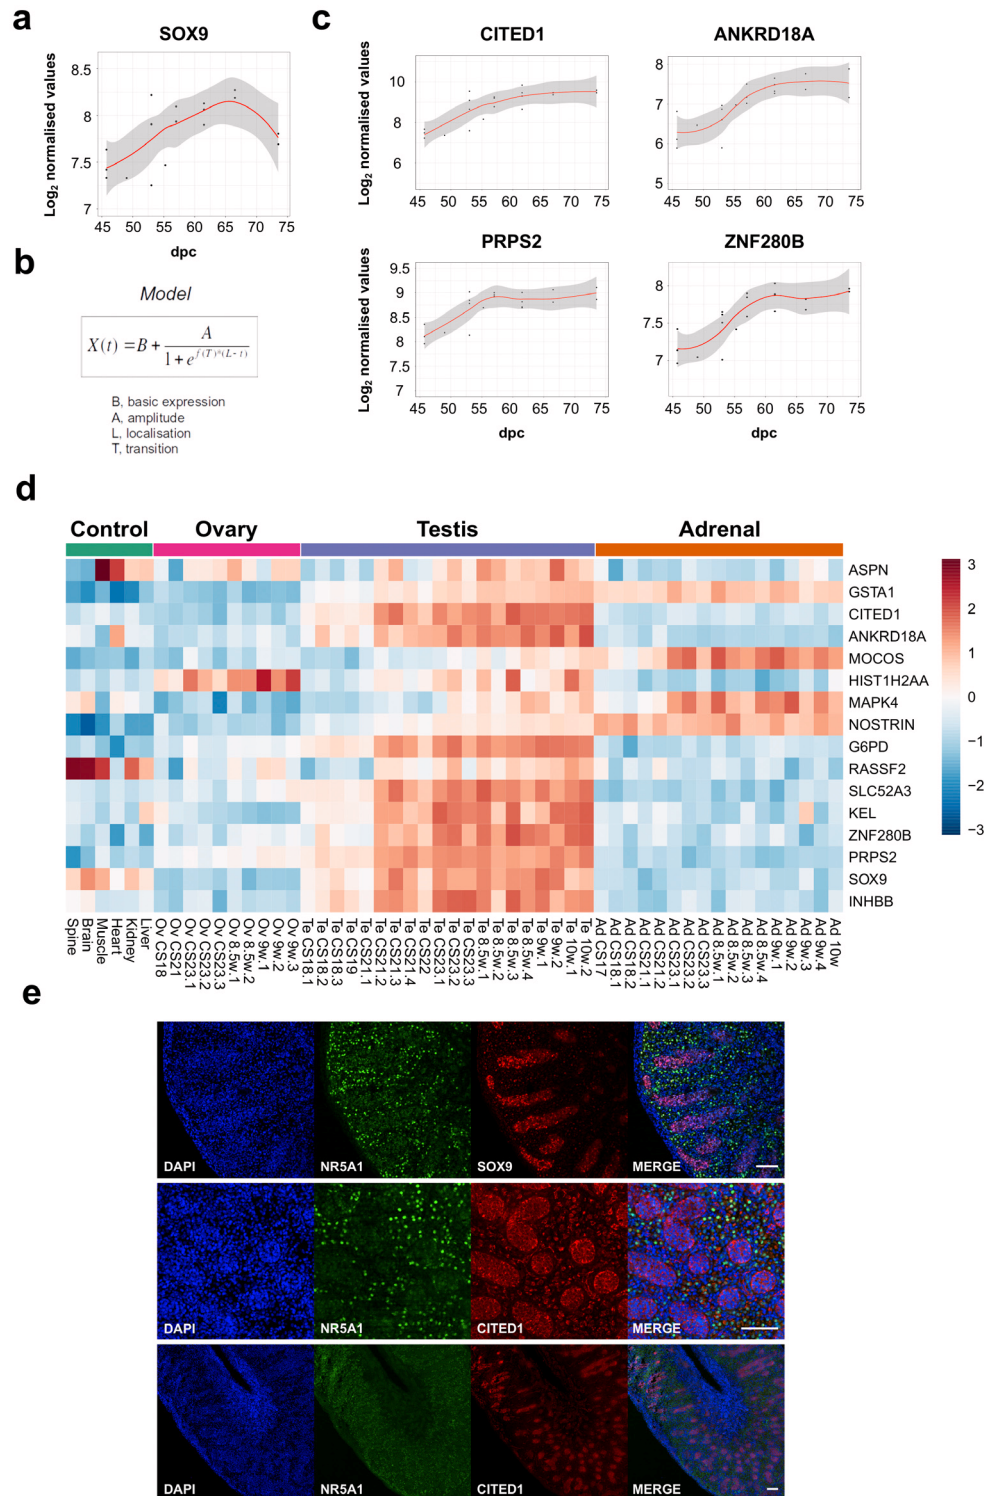 a
SOX9
Log2 normalised values
8.5
8
7.5
7
45 50 55 60 65 70 75
dpc
b
Model
X(t) = B + A / 1 + e^f(T)*(L-t)
B, basic expression
A, amplitude
L, localisation
T, transition
c
CITED1
Log2 normalised values
10
8
6
45 50 55 60 65 70 75
ANKRD18A
8
7
6
5
45 50 55 60 65 70 75
PRPS2
Log2 normalised values
9.5
9
8.5
8
7.5
7
45 50 55 60 65 70 75
dpc
ZNF280B
8
7.5
7
45 50 55 60 65 70 75
dpc
d
Control Ovary Testis Adrenal
ASPN
GSTA1
CITED1
ANKRD18A
MOCOS
HIST1H2AA
MAPK4
NOSTRIN
G6PD
RASSF2
SLC52A3
KEL
ZNF280B
PRPS2
SOX9
INHBB
3
2
1
0
−1
−2
−3
Spine
Brain
Muscle
Heart
Kidney
Liver
Ov CS18
Ov CS21
Ov CS23.1
Ov CS23.2
Ov CS23.3
Ov 8.5w.1
Ov 8.5w.2
Ov 9w.1
Ov 9w.2
Ov 9w.3
Te CS18.1
Te CS18.2
Te CS18.3
Te CS19
Te CS21.1
Te CS21.2
Te CS21.3
Te CS21.4
Te CS22
Te CS23.1
Te CS23.2
Te CS23.3
Te 8.5w.1
Te 8.5w.2
Te 8.5w.3
Te 8.5w.4
Te 9w.1
Te 9w.2
Te 10w.1
Te 10w.2
Ad CS17
Ad CS18.1
Ad CS18.2
Ad CS21.1
Ad CS21.2
Ad CS23.1
Ad CS23.2
Ad CS23.3
Ad 8.5w.1
Ad 8.5w.2
Ad 8.5w.3
Ad 8.5w.4
Ad 9w.1
Ad 9w.2
Ad 9w.3
Ad 9w.4
Ad 10w
e
DAPI NR5A1 SOX9 MERGE
DAPI NR5A1 CITED1 MERGE
DAPI NR5A1 CITED1 MERGE